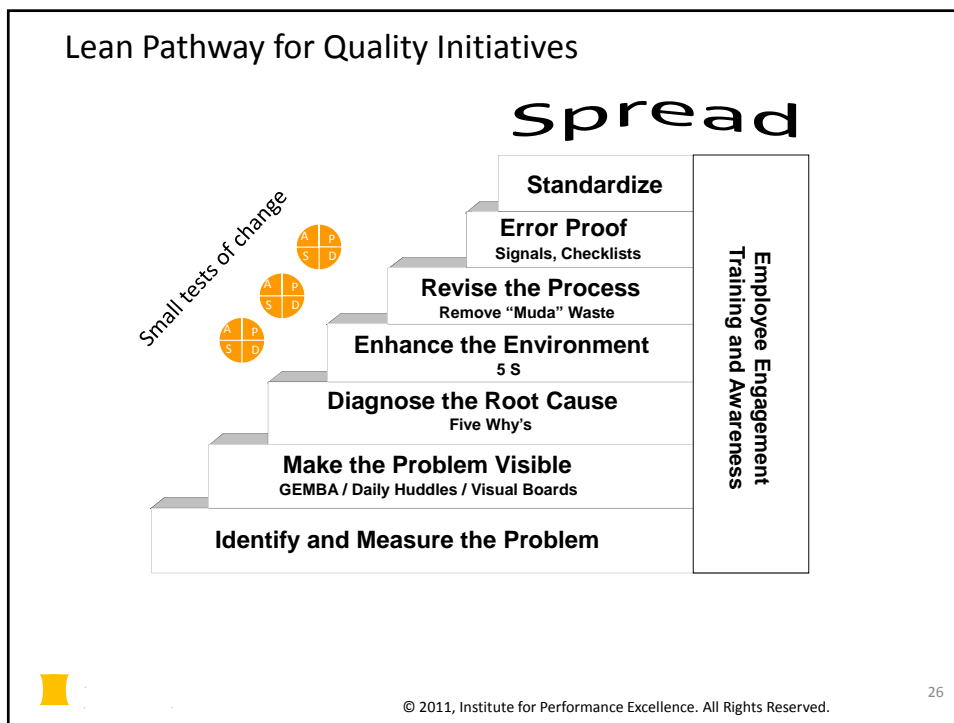 Lean Pathway for Quality Initiatives
Spread
Standardize
Error Proof
Signals, Checklists
Revise the Process
Remove “Muda” Waste
Enhance the Environment
5 S
Diagnose the Root Cause
Five Why's
Make the Problem Visible
GEMBA / Daily Huddles / Visual Boards
Identify and Measure the Problem
Employee Engagement
Training and Awareness
Small tests of change
A P
S D
A P
S D
A P
S D
© 2011, Institute for Performance Excellence. All Rights Reserved.
26